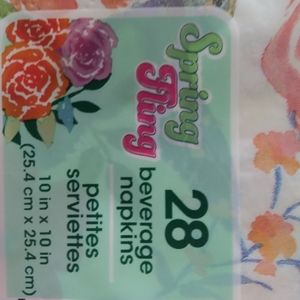 Spring
Fling
28
beverage
napkins
petites
serviettes
10 in x 10 in
(25.4 cm x 25.4 cm)